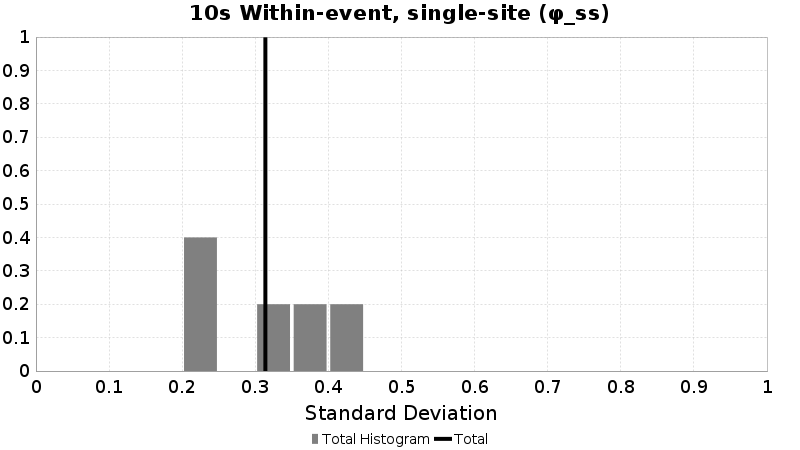 10s Within-event, single-site (φ_ss)
1
0.9
0.8
0.7
0.6
0.5
0.4
0.3
0.2
0.1
0
0 0.1 0.2 0.3 0.4 0.5 0.6 0.7 0.8 0.9 1
Standard Deviation
Total Histogram Total